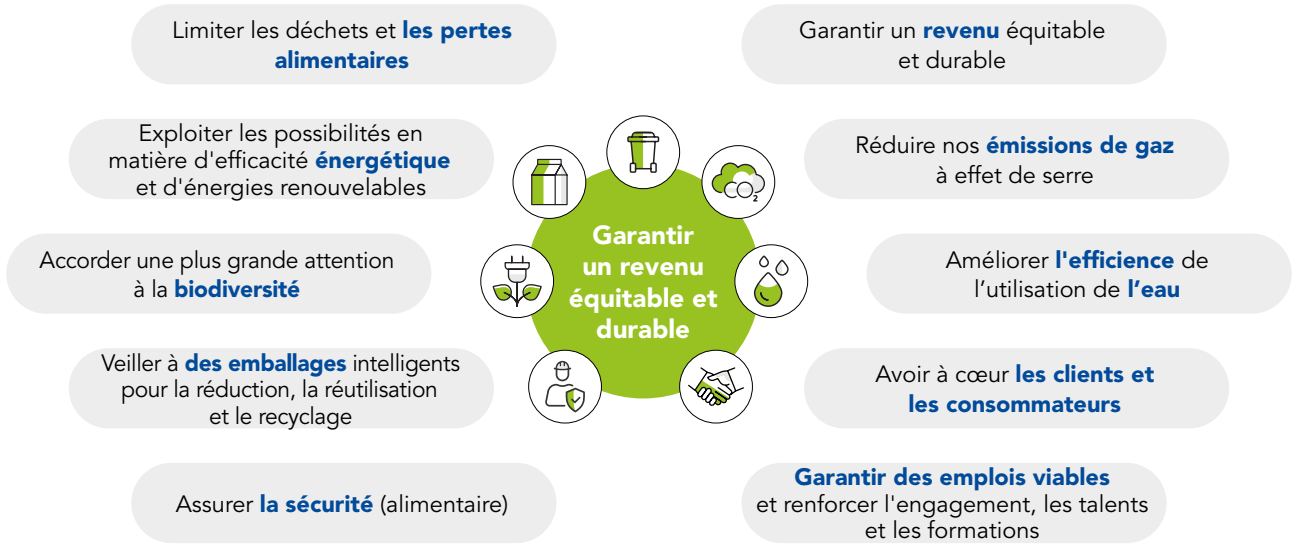 Limiter les déchets et les pertes
alimentaires
Exploiter les possibilités en
matière d'efficacité énergétique
et d'énergies renouvelables
Accorder une plus grande attention
à la biodiversité
Veiller à des emballages intelligents
pour la réduction, la réutilisation
et le recyclage
Assurer la sécurité (alimentaire)
Garantir
un revenu
équitable et
durable
CO2
Garantir un revenu équitable
et durable
Réduire nos émissions de gaz
à effet de serre
Améliorer l'efficience de
l’utilisation de l’eau
Avoir à cœur les clients et
les consommateurs
Garantir des emplois viables
et renforcer l'engagement, les talents
et les formations